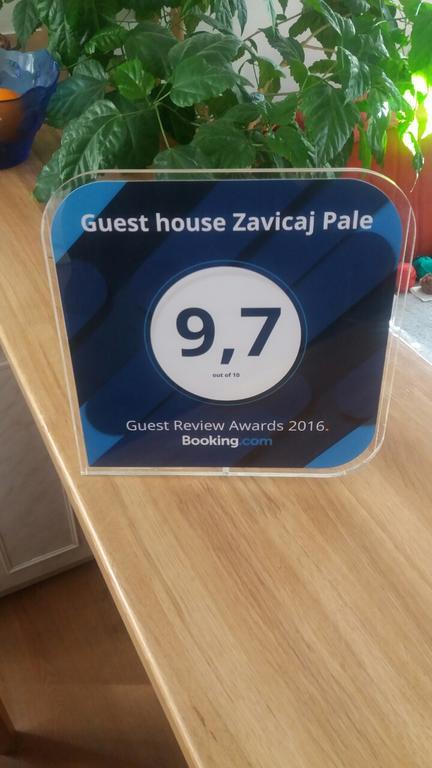 Guest house Zavicaj Pale
9,7
out of 10
Guest Review Awards 2016.
Booking.com